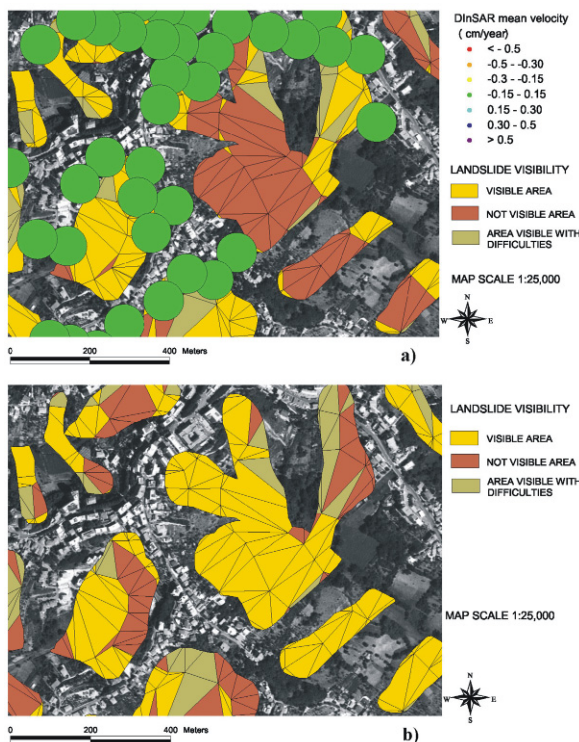 DInSAR mean velocity
( cm/year)
< - 0.5
-0.5 - -0.30
-0.3 - -0.15
-0.15 - 0.15
0.15 - 0.30
0.30 - 0.5
> 0.5
LANDSLIDE VISIBILITY
VISIBLE AREA
NOT VISIBLE AREA
AREA VISIBLE WITH
DIFFICULTIES
MAP SCALE 1:25,000
N
W E
S
0 200 400
Meters
a)
LANDSLIDE VISIBILITY
VISIBLE AREA
NOT VISIBLE AREA
AREA VISIBLE WITH
DIFFICULTIES
MAP SCALE 1:25,000
N
W E
S
0 200 400
Meters
b)